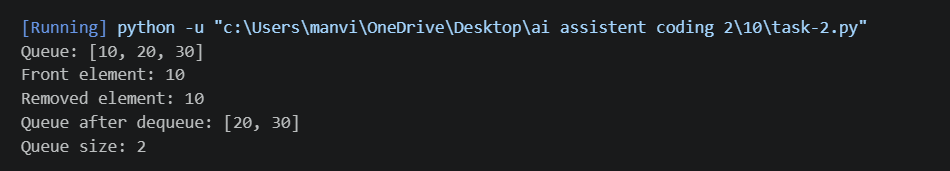 [Running] python -u "c:\Users\manvi\OneDrive\Desktop\ai assistent coding 2\10\task-2.py"
Queue: [10, 20, 30]
Front element: 10
Removed element: 10
Queue after dequeue: [20, 30]
Queue size: 2